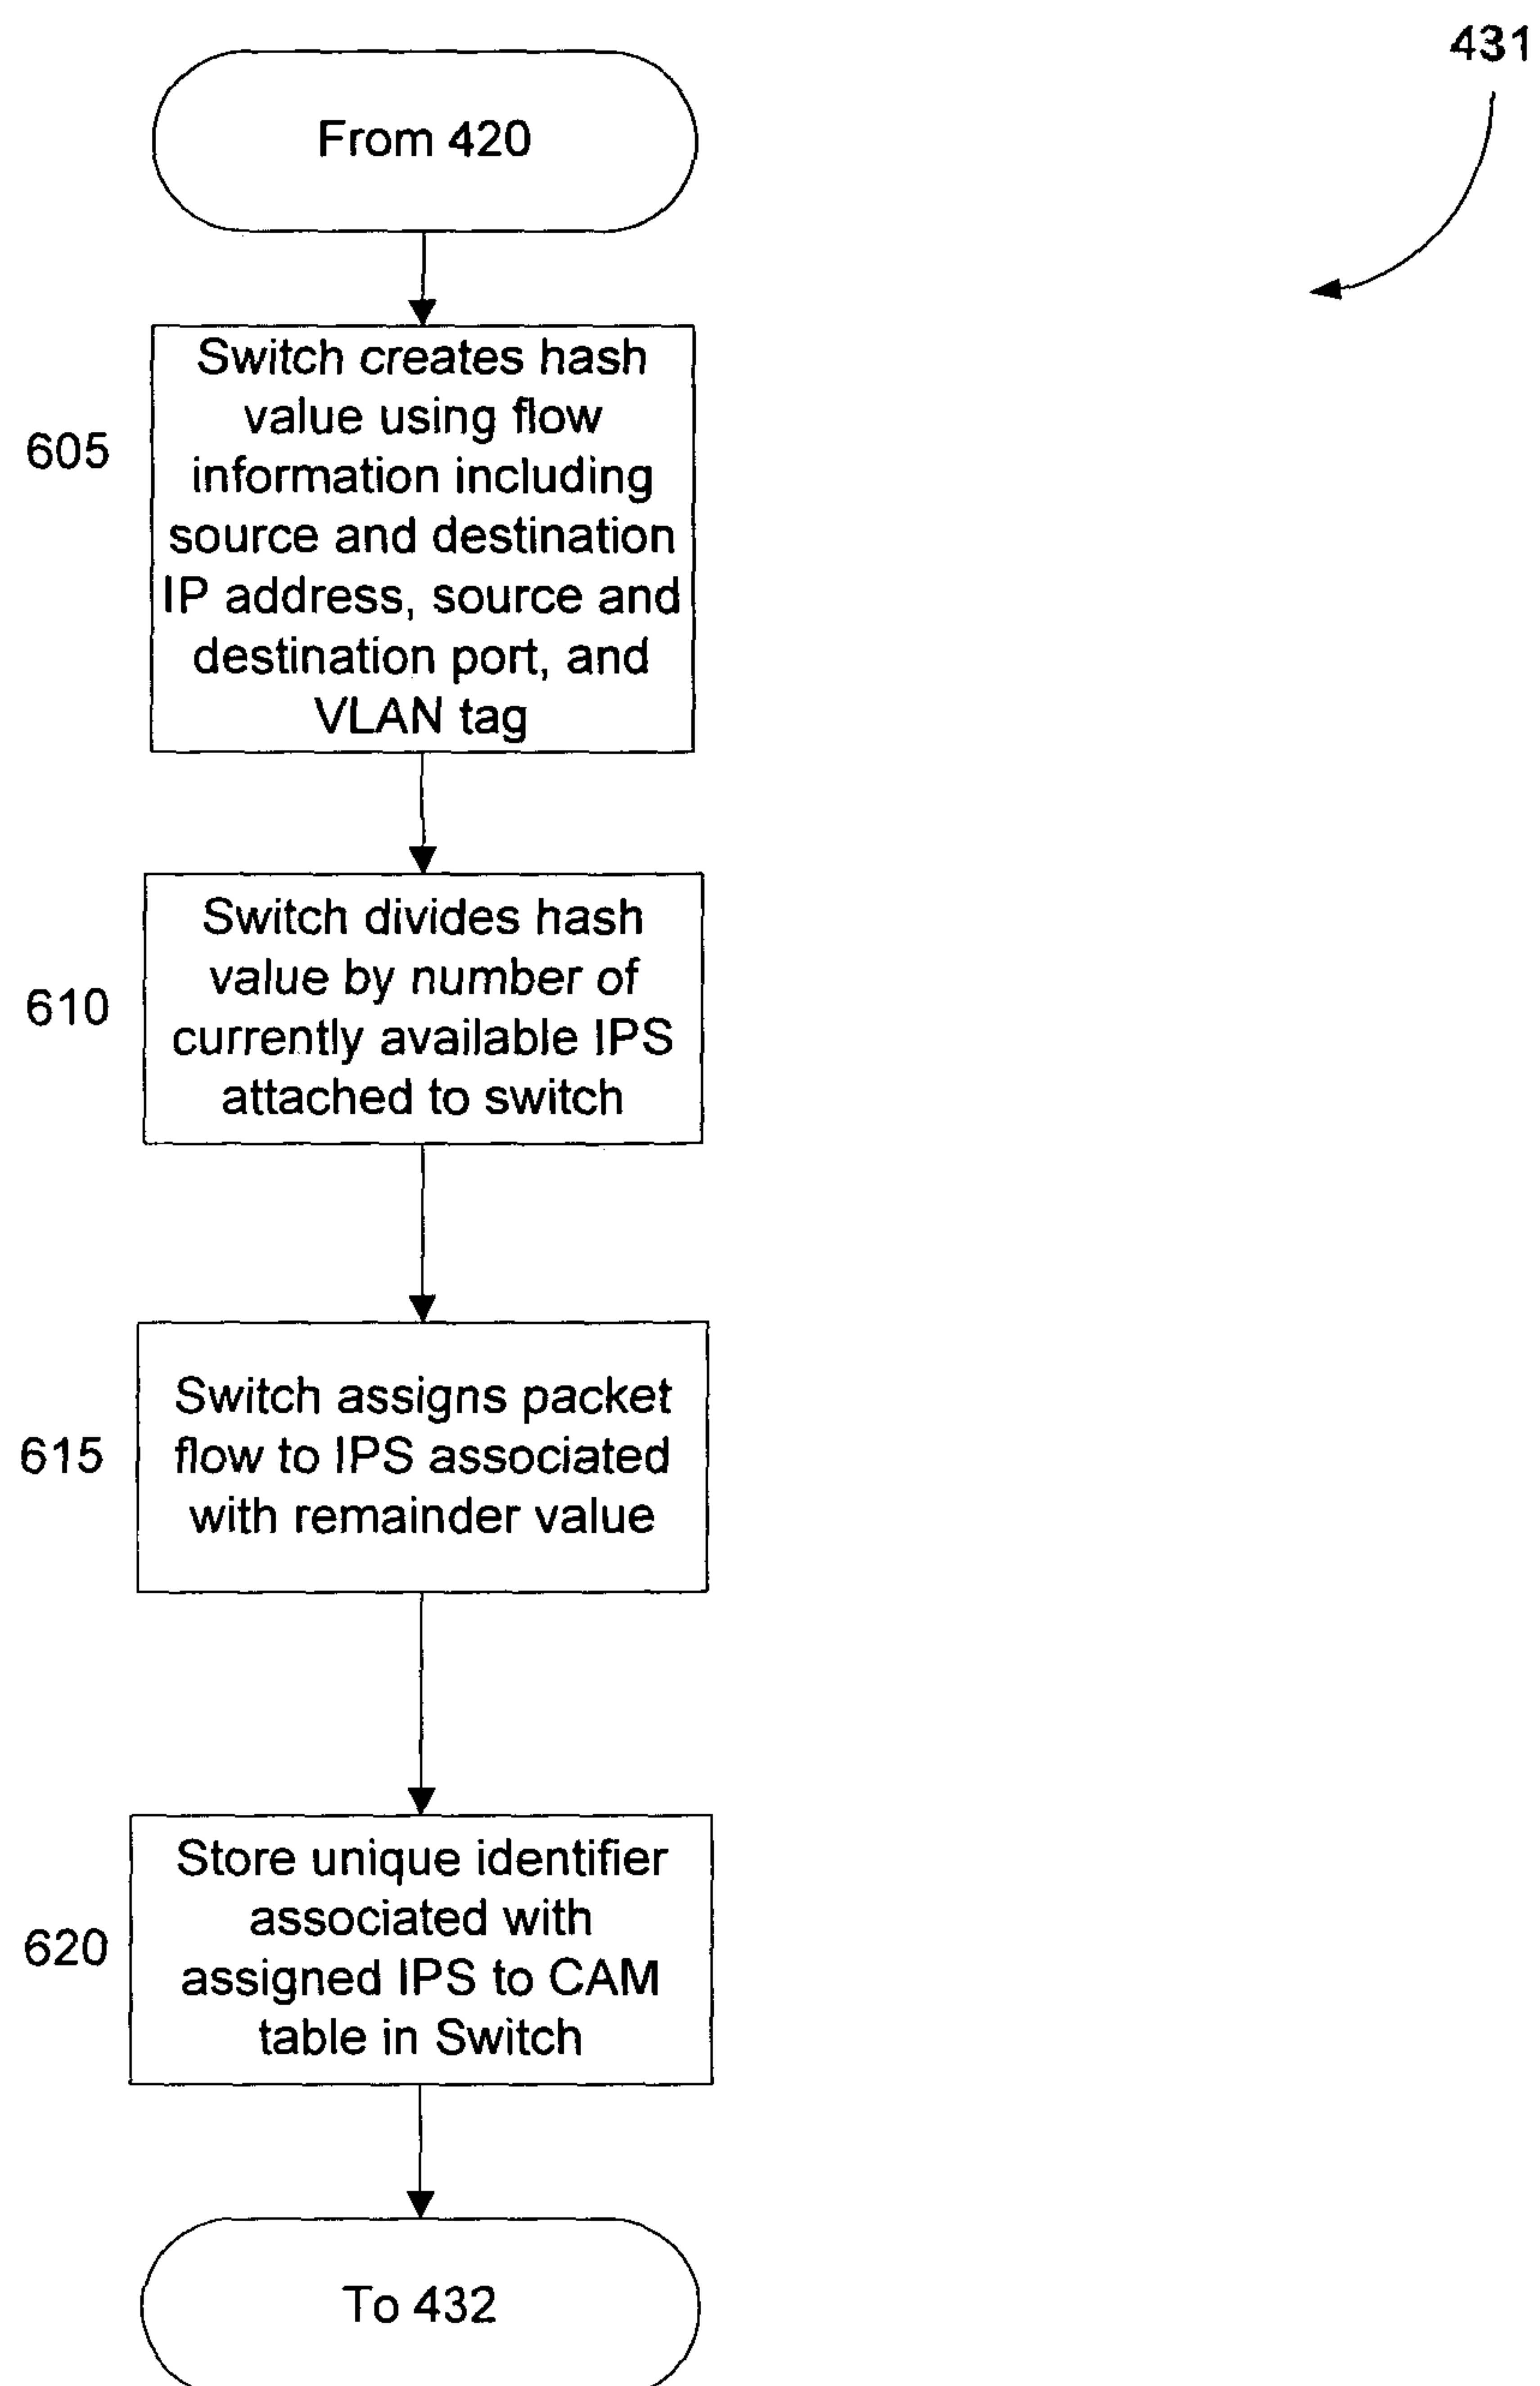 431
From 420
605
Switch creates hash
value using flow
information including
source and destination
IP address, source and
destination port, and
VLAN tag
610
Switch divides hash
value by number of
currently available IPS
attached to switch
615
Switch assigns packet
flow to IPS associated
with remainder value
620
Store unique identifier
associated with
assigned IPS to CAM
table in Switch
To 432